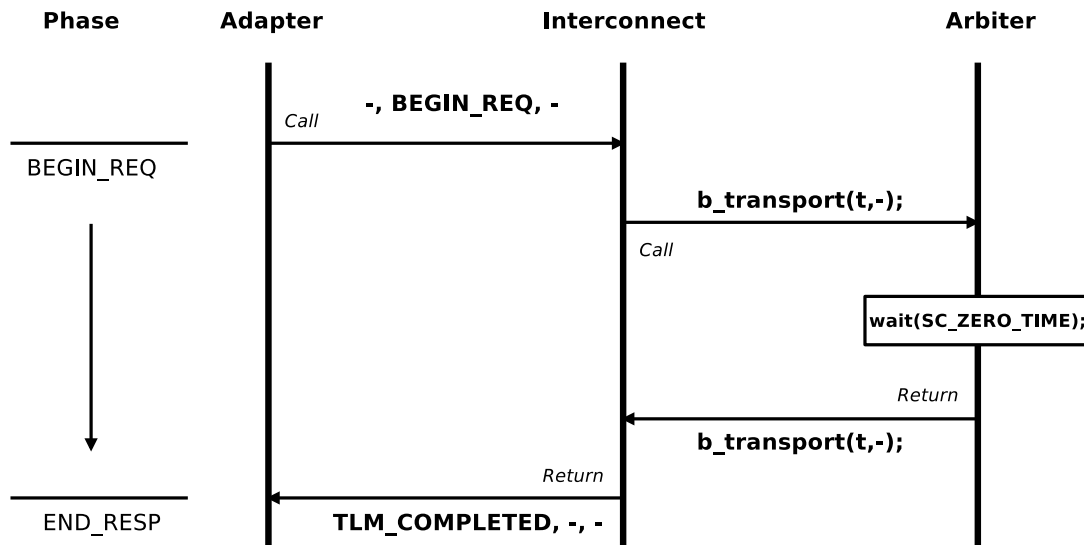 Phase
Adapter
Interconnect
Arbiter
-, BEGIN_REQ, -
Call
BEGIN_REQ
b_transport(t,-);
Call
wait(SC_ZERO_TIME);
Return
b_transport(t,-);
Return
END_RESP
TLM_COMPLETED, -, -